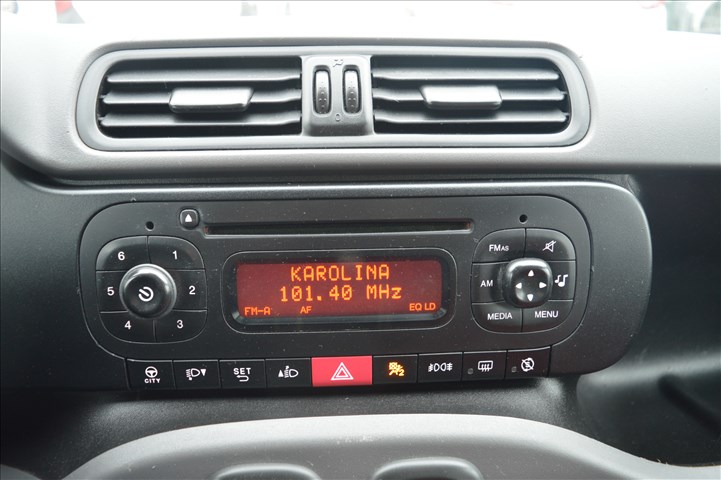 KAROLINA
101.40 MHz
FM-A AF EQ LD
6 1
5 2
4 3
FMAS
AM
MEDIA MENU
CITY
SET
2